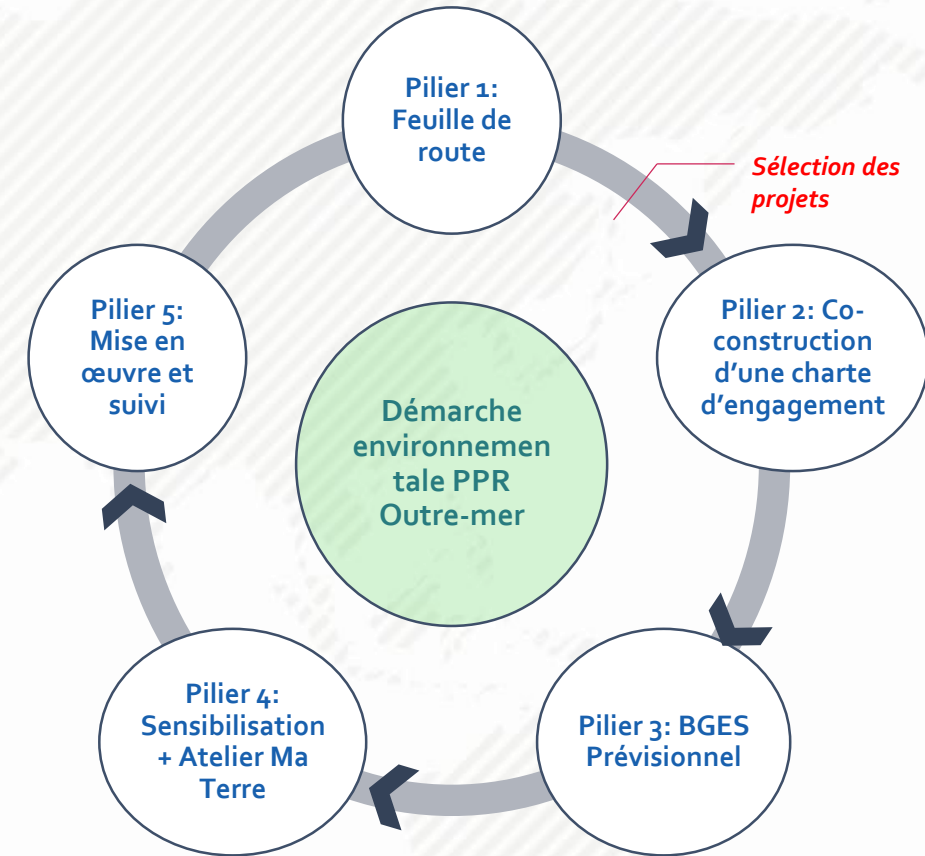 Pilier 1:
Feuille de
route
Sélection des
projets
Pilier 2: Co-
construction
d’une charte
d’engagement
Pilier 3: BGES
Prévisionnel
Pilier 4:
Sensibilisation
+ Atelier Ma
Terre
Pilier 5:
Mise en
œuvre et
suivi
Démarche
environnemen
tale PPR
Outre-mer